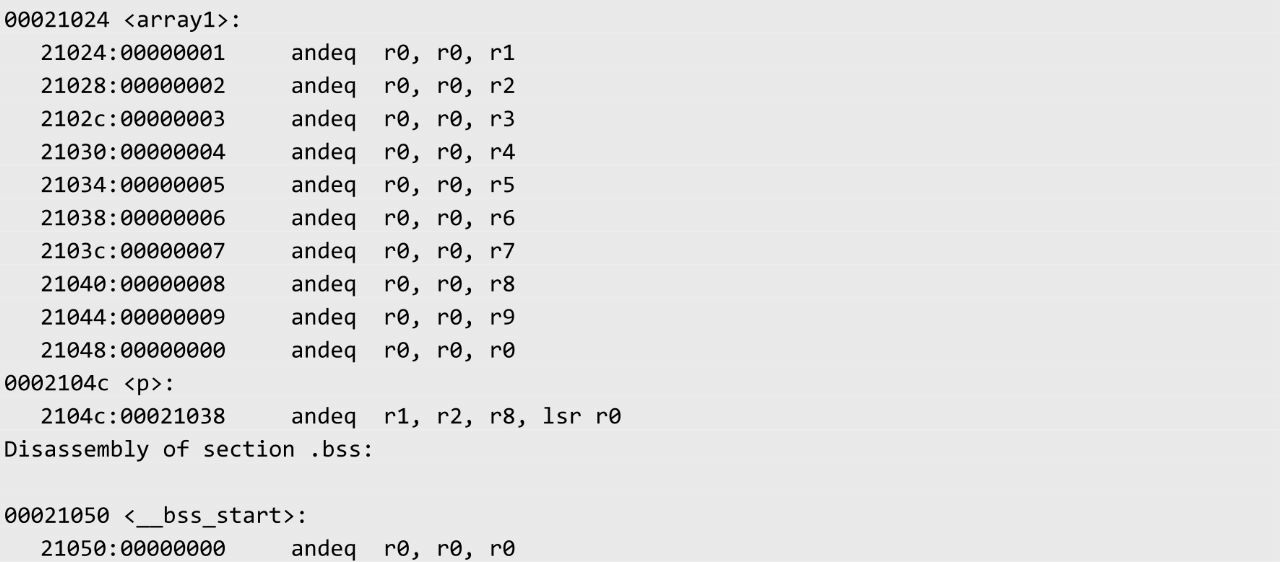 00021024 <array1>:
21024:00000001 andeq r0, r0, r1
21028:00000002 andeq r0, r0, r2
2102c:00000003 andeq r0, r0, r3
21030:00000004 andeq r0, r0, r4
21034:00000005 andeq r0, r0, r5
21038:00000006 andeq r0, r0, r6
2103c:00000007 andeq r0, r0, r7
21040:00000008 andeq r0, r0, r8
21044:00000009 andeq r0, r0, r9
21048:00000000 andeq r0, r0, r0
0002104c <p>:
2104c:00021038 andeq r1, r2, r8, lsr r0
Disassembly of section .bss:
00021050 <__bss_start>:
21050:00000000 andeq r0, r0, r0